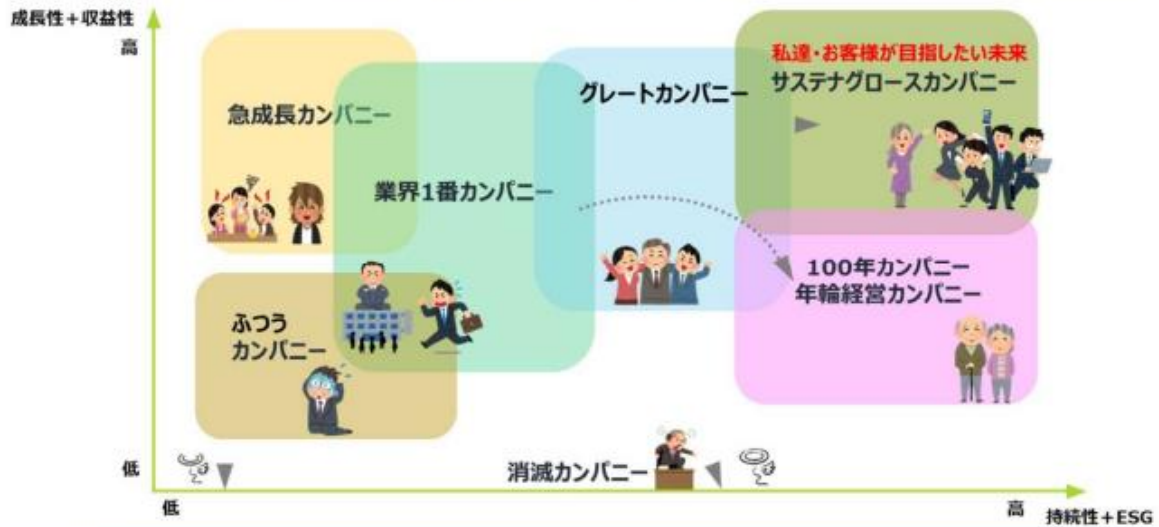 成長性+収益性
高
私達・お客様が目指したい未来
サステナグロースカンパニー
グレートカンパニー
急成長カンパニー
業界1番カンパニー
100年カンパニー
年輪経営カンパニー
ふつう
カンパニー
低
消滅カンパニー
低
高
持続性+ESG